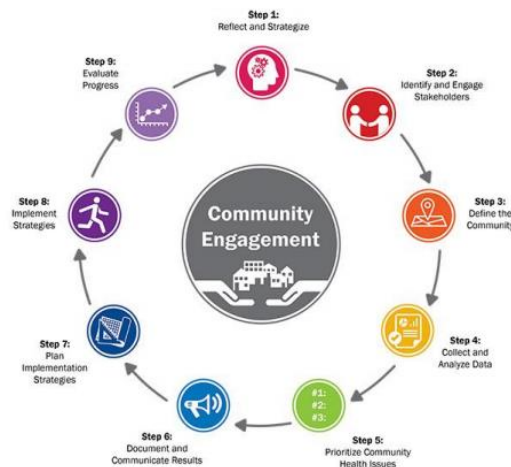 Step 1:
Reflect and Strategize
Step 2:
Identify and Engage
Stakeholders
Step 3:
Define the
Community
Step 4:
Collect and
Analyze Data
#1:
#2:
#3:
Step 5:
Prioritize Community
Health Issues
Step 6:
Document and
Communicate Results
Step 7:
Plan
Implementation
Strategies
Step 8:
Implement
Strategies
Step 9:
Evaluate
Progress
Community
Engagement